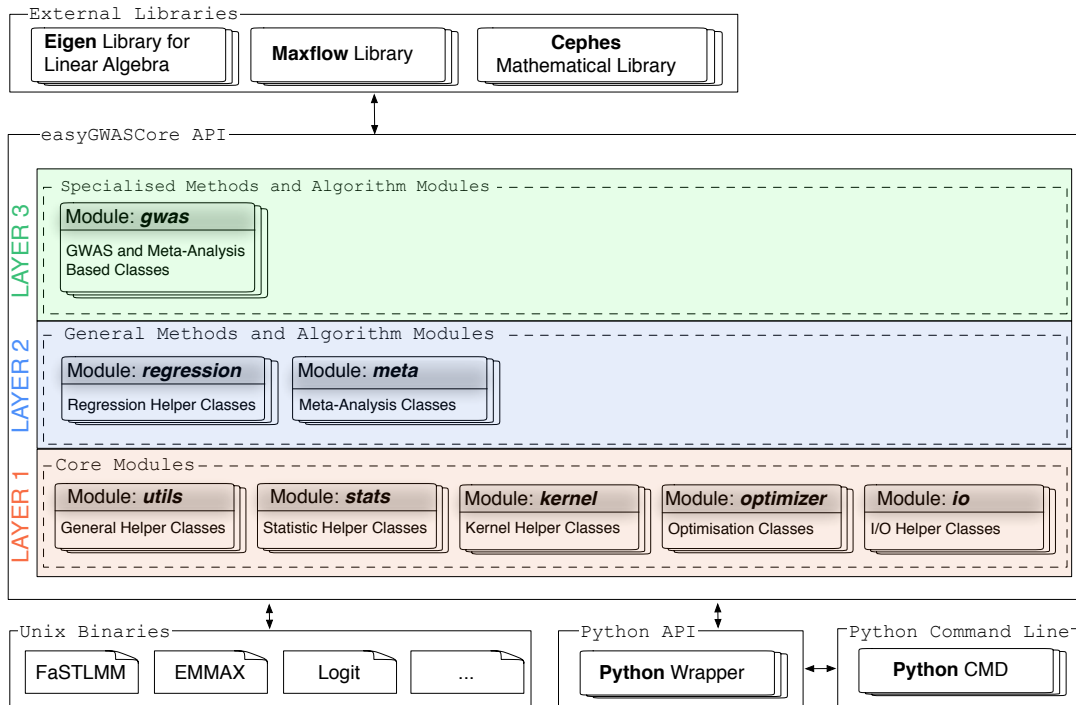 External Libraries
Eigen Library for
Linear Algebra
Maxflow Library
Cephes
Mathematical Library
easyGWASCore API
LAYER 3
Specialised Methods and Algorithm Modules
Module: gwas
GWAS and Meta-Analysis
Based Classes
LAYER 2
General Methods and Algorithm Modules
Module: regression
Regression Helper Classes
Module: meta
Meta-Analysis Classes
LAYER 1
Core Modules
Module: utils
General Helper Classes
Module: stats
Statistic Helper Classes
Module: kernel
Kernel Helper Classes
Module: optimizer
Optimisation Classes
Module: io
I/O Helper Classes
Unix Binaries
FaSTLMM
EMMAX
Logit
...
Python API
Python Wrapper
Python Command Line
Python CMD